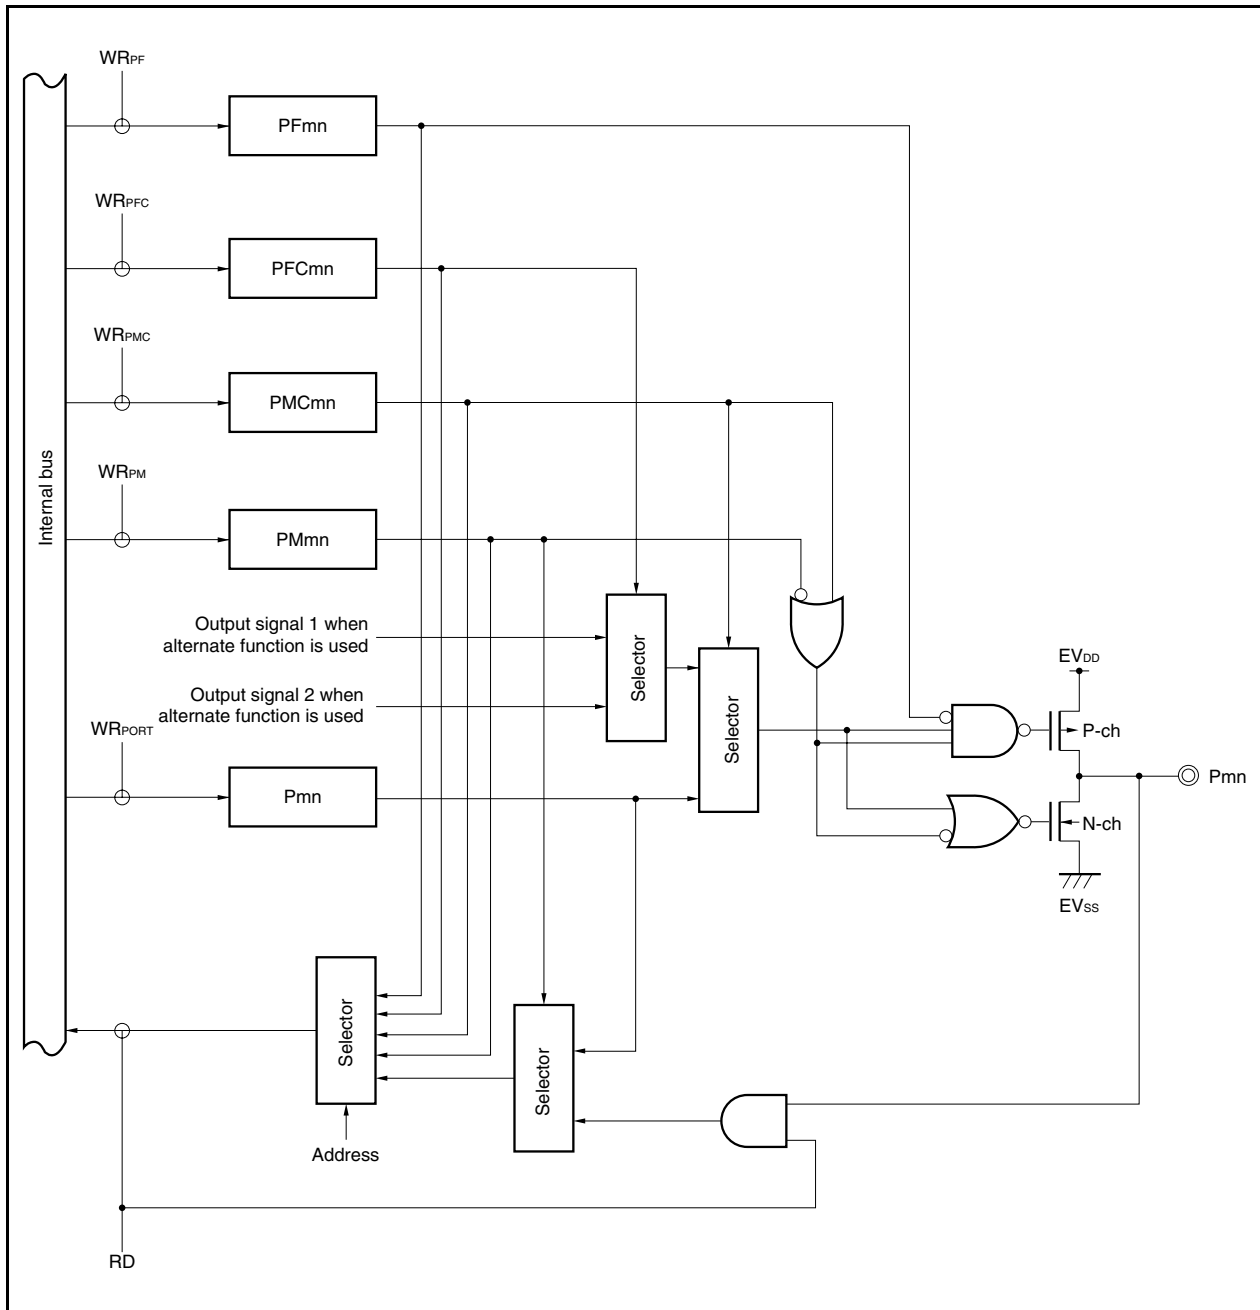 WRPF
PFmn
WRPFC
PFCmn
WRPMC
PMCmn
WRPM
PMmn
Internal bus
Output signal 1 when
alternate function is used
Output signal 2 when
alternate function is used
Selector
Selector
WRPORT
Pmn
EVDD
P-ch
Pmn
N-ch
EVSS
Selector
Selector
Address
RD